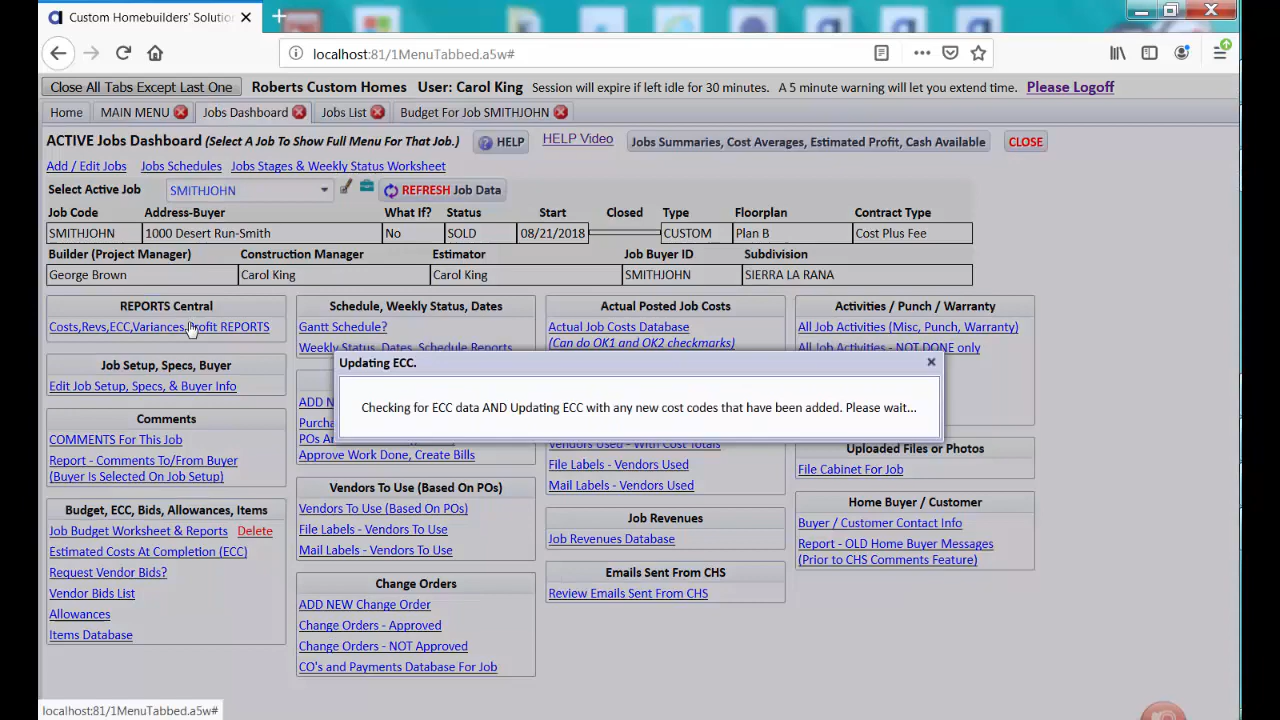 Custom Homebuilders' Solution
localhost:81/1MenuTabbed.a5w#
Close All Tabs Except Last One Roberts Custom Homes User: Carol King Session will expire if left idle for 30 minutes. A 5 minute warning will let you extend time. Please Logoff
Home MAIN MENU Jobs Dashboard Jobs List Budget For Job SMITHJOHN
ACTIVE Jobs Dashboard (Select A Job To Show Full Menu For That Job.) HELP HELP Video Jobs Summaries, Cost Averages, Estimated Profit, Cash Available CLOSE
Add / Edit Jobs Jobs Schedules Jobs Stages & Weekly Status Worksheet
Select Active Job SMITHJOHN REFRESH Job Data
Job Code Address-Buyer What If? Status Start Closed Type Floorplan Contract Type
SMITHJOHN 1000 Desert Run-Smith No SOLD 08/21/2018 CUSTOM Plan B Cost Plus Fee
Builder (Project Manager) Construction Manager Estimator Job Buyer ID Subdivision
George Brown Carol King Carol King SMITHJOHN SIERRA LA RANA
REPORTS Central
Costs,Revs,ECC,Variances,Profit REPORTS
Job Setup, Specs, Buyer
Edit Job Setup, Specs, & Buyer Info
Comments
COMMENTS For This Job
Report - Comments To/From Buyer
(Buyer Is Selected On Job Setup)
Budget, ECC, Bids, Allowances, Items
Job Budget Worksheet & Reports Delete
Estimated Costs At Completion (ECC)
Request Vendor Bids?
Vendor Bids List
Allowances
Items Database
Schedule, Weekly Status, Dates
Gantt Schedule?
Weekly Status, Dates, Schedule Reports
ADD N
Purcha
POs A
Approve Work Done, Create Bills
Vendors To Use (Based On POs)
Vendors To Use (Based On POs)
File Labels - Vendors To Use
Mail Labels - Vendors To Use
Change Orders
ADD NEW Change Order
Change Orders - Approved
Change Orders - NOT Approved
CO's and Payments Database For Job
Actual Posted Job Costs
Actual Job Costs Database
(Can do OK1 and OK2 checkmarks)
Vendors Used - With Cost Totals
File Labels - Vendors Used
Mail Labels - Vendors Used
Job Revenues
Job Revenues Database
Emails Sent From CHS
Review Emails Sent From CHS
Activities / Punch / Warranty
All Job Activities (Misc, Punch, Warranty)
All Job Activities - NOT DONE only
Uploaded Files or Photos
File Cabinet For Job
Home Buyer / Customer
Buyer / Customer Contact Info
Report - OLD Home Buyer Messages
(Prior to CHS Comments Feature)
Updating ECC.
Checking for ECC data AND Updating ECC with any new cost codes that have been added. Please wait...
localhost:81/1MenuTabbed.a5w#